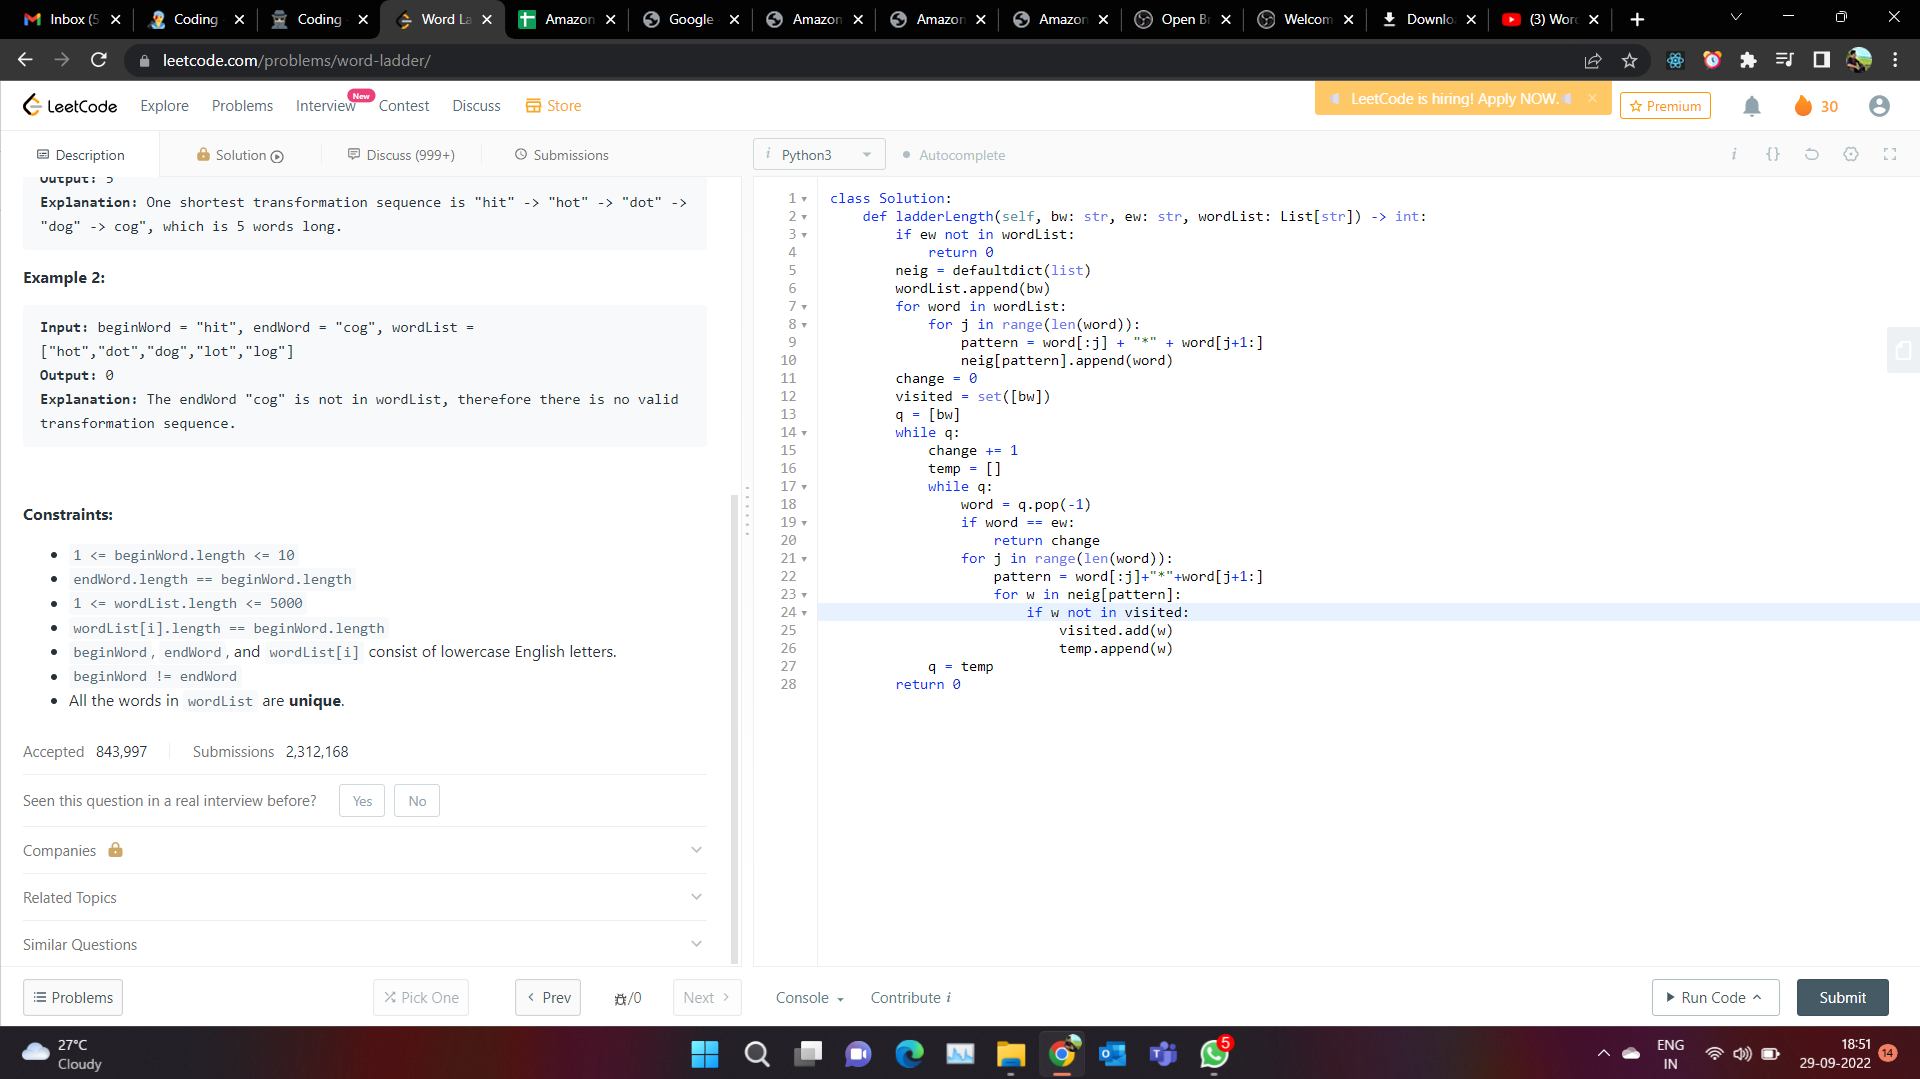 Inbox (5
Coding
Coding
Word La
Amazon
Google
Amazon
Amazon
Amazon
Open Br
Welcom
Downlo
(3) Word
leetcode.com/problems/word-ladder/
LeetCode
Explore
Problems
Interview
New
Contest
Discuss
Store
LeetCode is hiring! Apply NOW.
Premium
30
Description
Solution
Discuss (999+)
Submissions
i Python3
Autocomplete
Output: 5
Explanation: One shortest transformation sequence is "hit" -> "hot" -> "dot" ->
"dog" -> cog", which is 5 words long.
Example 2:
Input: beginWord = "hit", endWord = "cog", wordList =
["hot","dot","dog","lot","log"]
Output: 0
Explanation: The endWord "cog" is not in wordList, therefore there is no valid
transformation sequence.
Constraints:
1 <= beginWord.length <= 10
endWord.length == beginWord.length
1 <= wordList.length <= 5000
wordList[i].length == beginWord.length
beginWord, endWord, and wordList[i] consist of lowercase English letters.
beginWord != endWord
All the words in wordList are unique.
Accepted 843,997
Submissions 2,312,168
Seen this question in a real interview before?
Yes
No
Companies
Related Topics
Similar Questions
1 class Solution:
2     def ladderLength(self, bw: str, ew: str, wordList: List[str]) -> int:
3         if ew not in wordList:
4             return 0
5         neig = defaultdict(list)
6         wordList.append(bw)
7         for word in wordList:
8             for j in range(len(word)):
9                 pattern = word[:j] + "*" + word[j+1:]
10                 neig[pattern].append(word)
11         change = 0
12         visited = set([bw])
13         q = [bw]
14         while q:
15             change += 1
16             temp = []
17             while q:
18                 word = q.pop(-1)
19                 if word == ew:
20                     return change
21                 for j in range(len(word)):
22                     pattern = word[:j]+"*"+word[j+1:]
23                     for w in neig[pattern]:
24                         if w not in visited:
25                             visited.add(w)
26                             temp.append(w)
27             q = temp
28         return 0
Problems
Pick One
Prev
/0
Next
Console
Contribute i
Run Code
Submit
27°C
Cloudy
5
ENG
IN
18:51
29-09-2022
14